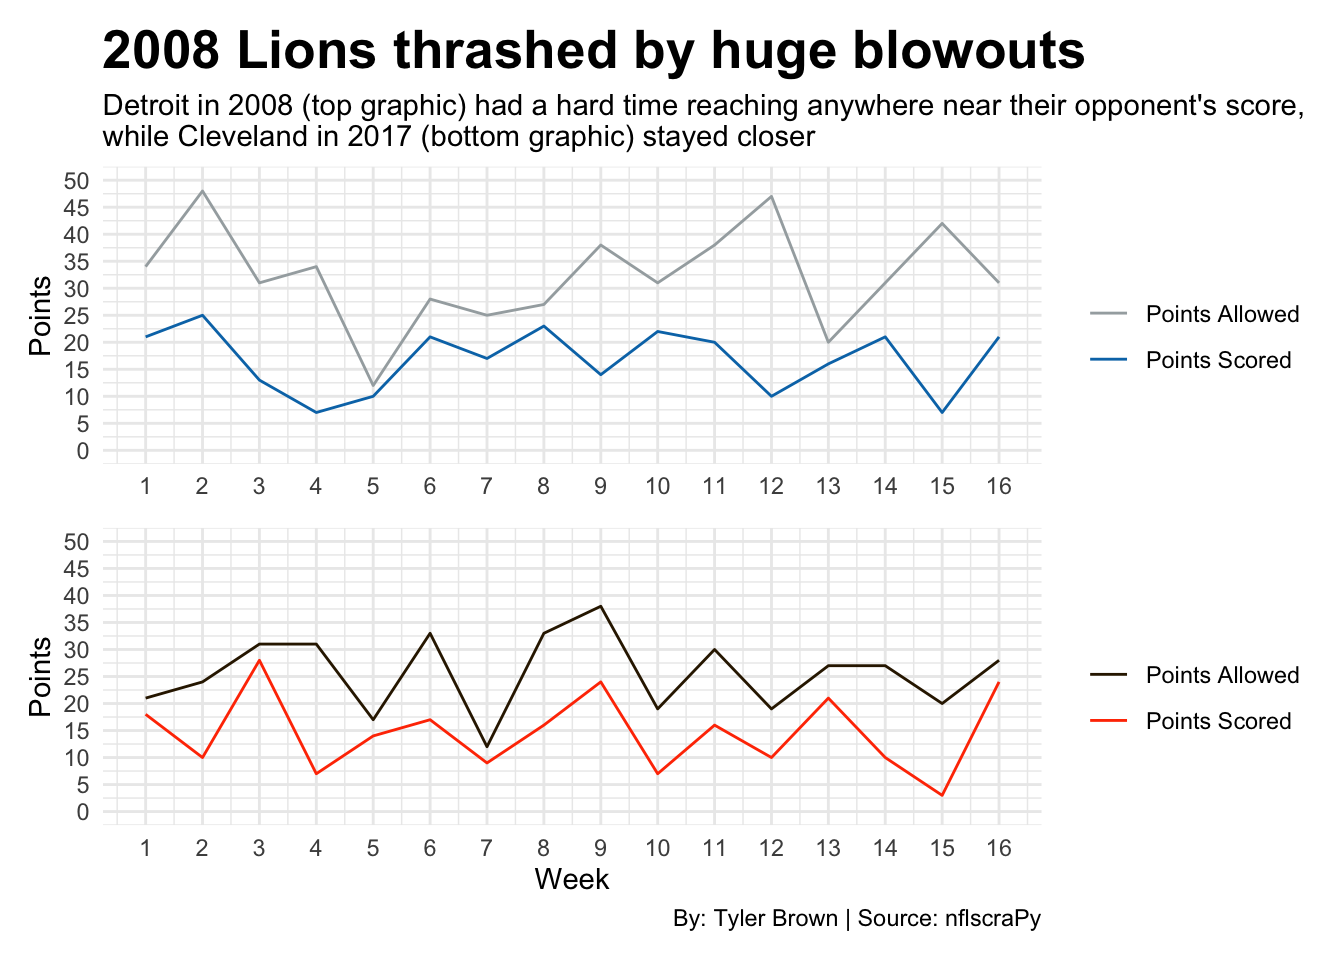 2008 Lions thrashed by huge blowouts
Detroit in 2008 (top graphic) had a hard time reaching anywhere near their opponent's score,
while Cleveland in 2017 (bottom graphic) stayed closer
50
45
40
35
30
25
20
15
10
5
0
Points
1 2 3 4 5 6 7 8 9 10 11 12 13 14 15 16
Points Allowed
Points Scored
50
45
40
35
30
25
20
15
10
5
0
Points
1 2 3 4 5 6 7 8 9 10 11 12 13 14 15 16
Week
Points Allowed
Points Scored
By: Tyler Brown | Source: nflscraPy